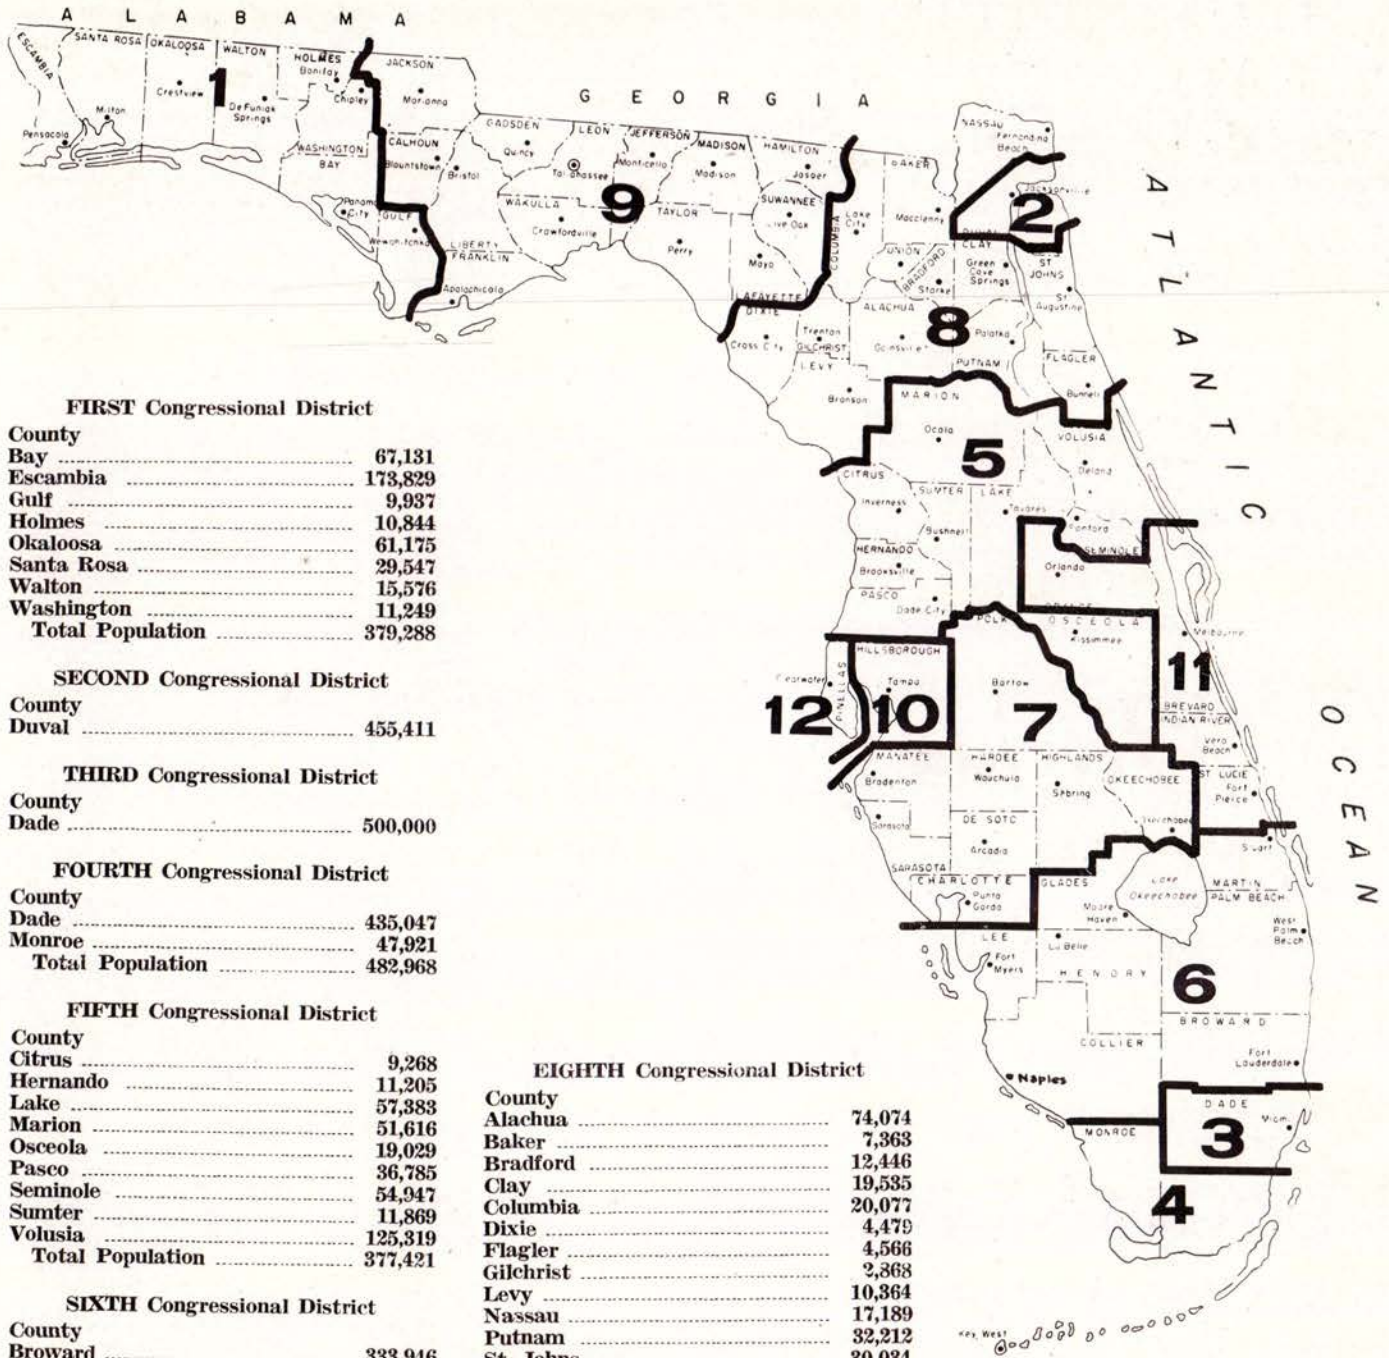 A L A B A M A
ESCAMBIA
SANTA ROSA
OKALOOSA
WALTON
HOLMES
Bonifay
JACKSON
1
Crestview
De Funiak
Springs
Chipley
Marianna
Milton
Pensacola
WASHINGTON
BAY
CALHOUN
Blountstown
Bristol
Panama
City
GULF
Wewahitchka
LIBERTY
FRANKLIN
Apalachicola
G E O R G I A
GADSDEN
Quincy
LEON
Tallahassee
JEFFERSON
Monticello
MADISON
Madison
HAMILTON
Jasper
9
WAKULLA
Crawfordville
TAYLOR
Perry
SUWANNEE
Live Oak
Mayo
LAFAYETTE
DIXIE
Cross City
COLUMBIA
Lake
City
BAKER
Macclenny
NASSAU
Fernandina
Beach
Jacksonville
2
DUVAL
CLAY
Green
Cove
Springs
ST
JOHNS
St
Augustine
UNION
BRADFORD
Starke
ALACHUA
Gainsville
8
Palatka
PUTNAM
FLAGLER
Bunnell
Trenton
GILCHRIST
LEVY
Bronson
MARION
Ocala
5
VOLUSIA
Deland
CITRUS
Inverness
SUMTER
LAKE
Tavares
Bushnell
Sanford
SEMINOLE
Orlando
ORANGE
HERNANDO
Brooksville
PASCO
Dade City
POLK
OSCEOLA
Kissimmee
Melbourne
11
BREVARD
INDIAN RIVER
Vero
Beach
HILLSBOROUGH
Clearwater
Tampa
PINELLAS
12
10
Bartow
7
MANATEE
Bradenton
HARDEE
Wauchula
HIGHLANDS
Sebring
OKEECHOBEE
Okeechobee
ST LUCIE
Fort
Pierce
Sarasota
DE SOTO
Arcadia
Stuart
SARASOTA
CHARLOTTE
Punta
Gorda
GLADES
Moore
Haven
Lake
Okeechobee
MARTIN
PALM BEACH
West
Palm
Beach
LEE
Fort
Myers
La Belle
HENDRY
6
BROWARD
COLLIER
Fort
Lauderdale
Naples
DADE
Miami
3
MONROE
4
Key West
A T L A N T I C
O C E A N
FIRST Congressional District
County
Bay 67,131
Escambia 173,829
Gulf 9,937
Holmes 10,844
Okaloosa 61,175
Santa Rosa 29,547
Walton 15,576
Washington 11,249
Total Population 379,288
SECOND Congressional District
County
Duval 455,411
THIRD Congressional District
County
Dade 500,000
FOURTH Congressional District
County
Dade 435,047
Monroe 47,921
Total Population 482,968
FIFTH Congressional District
County
Citrus 9,268
Hernando 11,205
Lake 57,383
Marion 51,616
Osceola 19,029
Pasco 36,785
Seminole 54,947
Sumter 11,869
Volusia 125,319
Total Population 377,421
SIXTH Congressional District
County
Broward 333,946
EIGHTH Congressional District
County
Alachua 74,074
Baker 7,363
Bradford 12,446
Clay 19,535
Columbia 20,077
Dixie 4,479
Flagler 4,566
Gilchrist 2,868
Levy 10,364
Nassau 17,189
Putnam 32,212
St. Johns 30,034